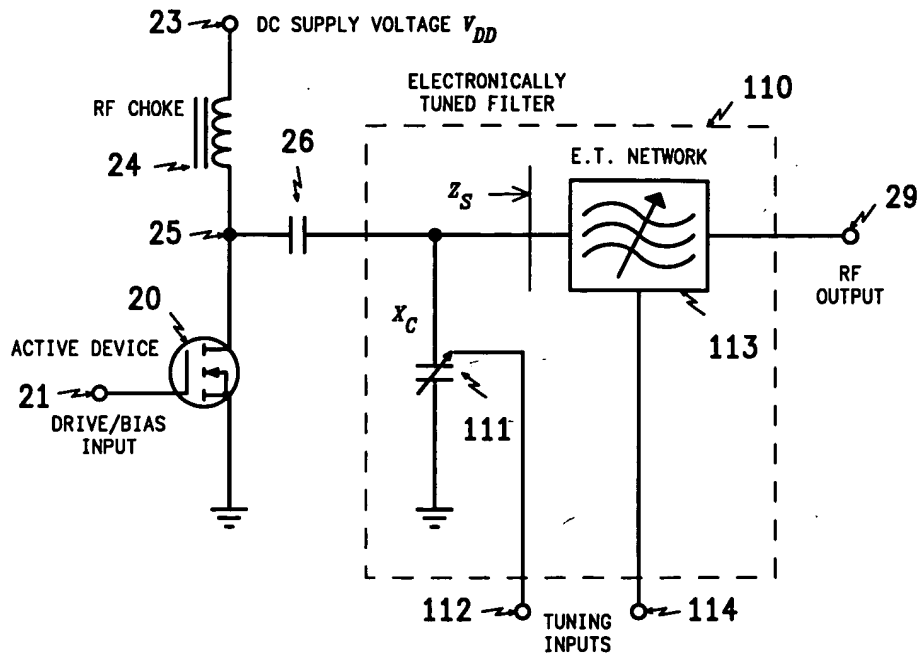 23
DC SUPPLY VOLTAGE V_DD
ELECTRONICALLY
TUNED FILTER
110
RF CHOKE
24
26
E.T. NETWORK
Z_S
29
25
RF
OUTPUT
20
X_C
113
ACTIVE DEVICE
21
111
DRIVE/BIAS
INPUT
112
TUNING
INPUTS
114